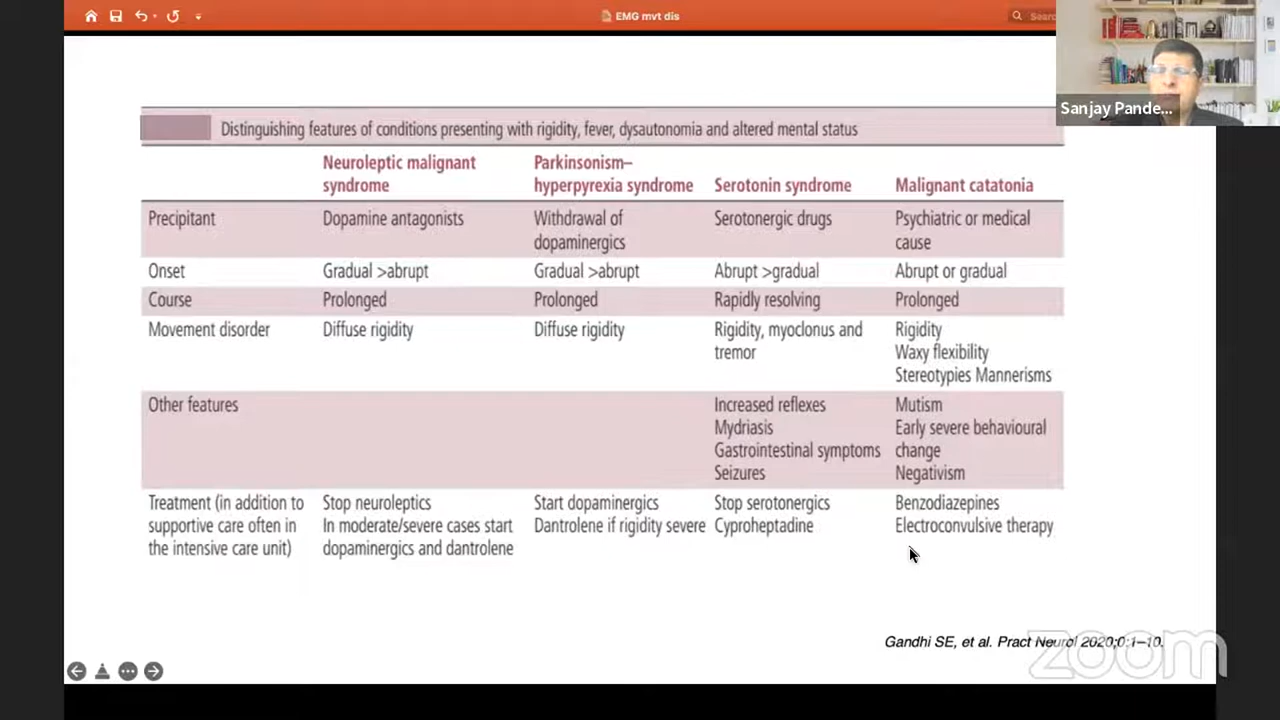 EMG mvt dis
Sanjay Pande...
Distinguishing features of conditions presenting with rigidity, fever, dysautonomia and altered mental status
Neuroleptic malignant syndrome
Parkinsonism–hyperpyrexia syndrome
Serotonin syndrome
Malignant catatonia
Precipitant
Dopamine antagonists
Withdrawal of dopaminergics
Serotonergic drugs
Psychiatric or medical cause
Onset
Gradual >abrupt
Gradual >abrupt
Abrupt >gradual
Abrupt or gradual
Course
Prolonged
Prolonged
Rapidly resolving
Prolonged
Movement disorder
Diffuse rigidity
Diffuse rigidity
Rigidity, myoclonus and tremor
Rigidity
Waxy flexibility
Stereotypies Mannerisms
Other features
Increased reflexes
Mydriasis
Gastrointestinal symptoms
Seizures
Mutism
Early severe behavioural change
Negativism
Treatment (in addition to supportive care often in the intensive care unit)
Stop neuroleptics
In moderate/severe cases start dopaminergics and dantrolene
Start dopaminergics
Dantrolene if rigidity severe
Stop serotonergics
Cyproheptadine
Benzodiazepines
Electroconvulsive therapy
Gandhi SE, et al. Pract Neurol 2020;0:1–10.
zoom